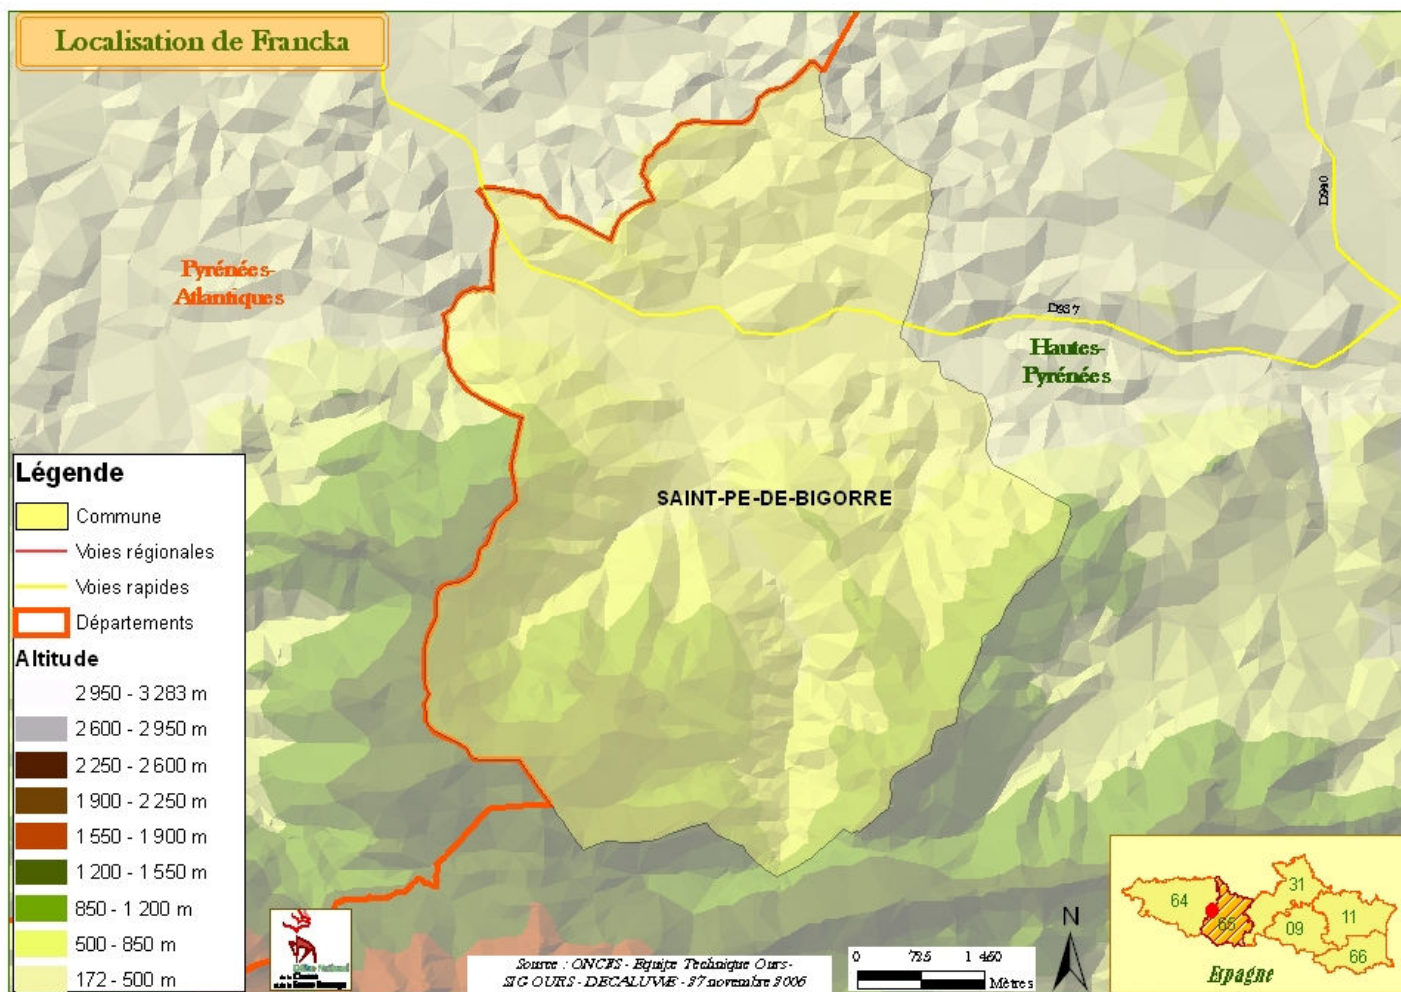 Localisation de Francka
Pyrénées-
Atlantiques
D940
D937
Hautes-
Pyrénées
SAINT-PE-DE-BIGORRE
Légende
Commune
Voies régionales
Voies rapides
Départements
Altitude
2 950 - 3 283 m
2 600 - 2 950 m
2 250 - 2 600 m
1 900 - 2 250 m
1 550 - 1 900 m
1 200 - 1 550 m
850 - 1 200 m
500 - 850 m
172 - 500 m
Source : ONCFS - Equipe Technique Ours -
SIG OURS - DECALUWE - 27 novembre 2006
0 725 1 450
Mètres
N
64
65
31
09
11
66
Espagne